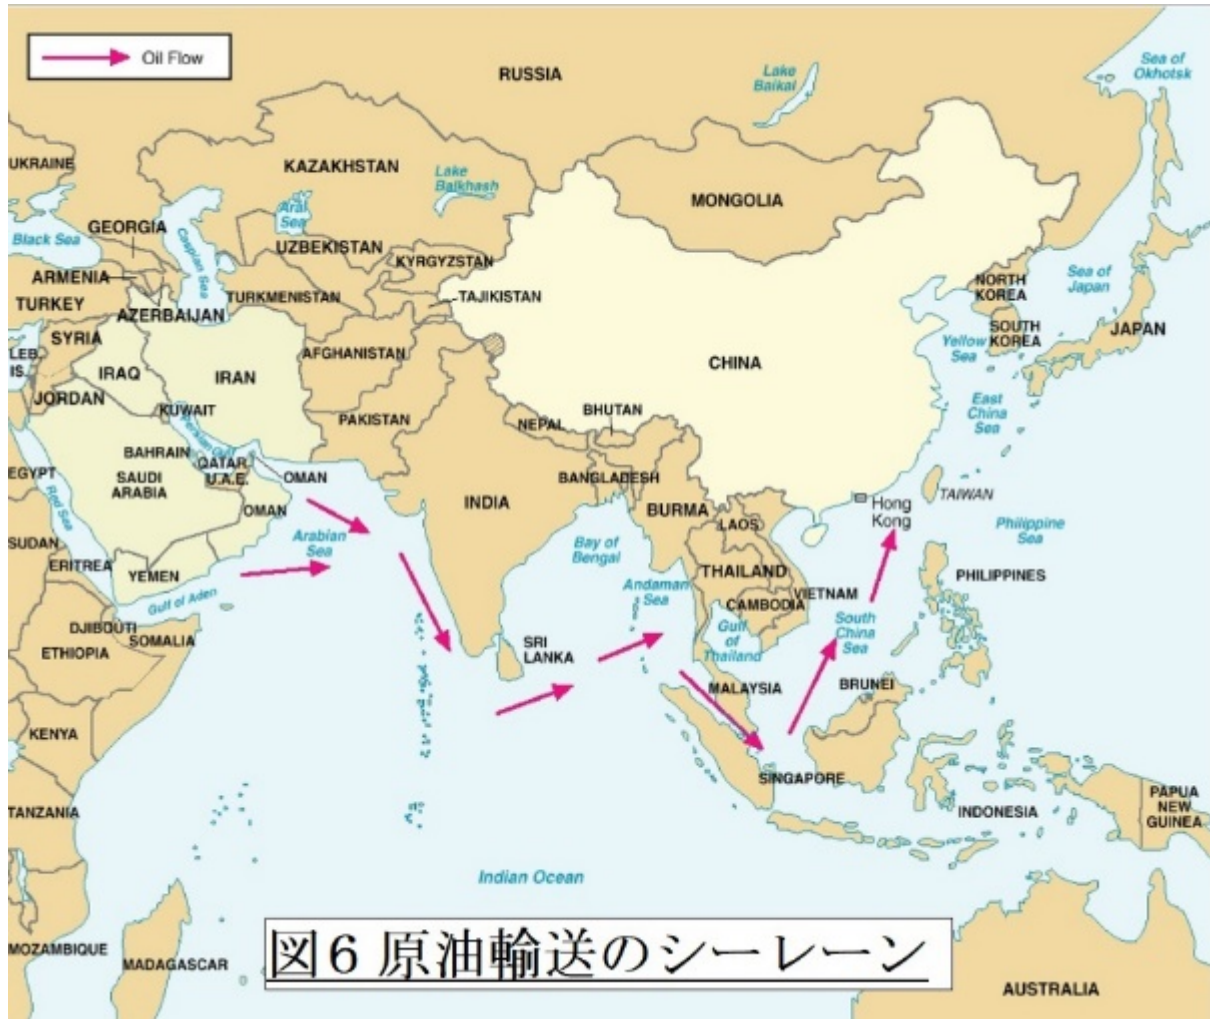 Oil Flow
RUSSIA
Lake
Baikal
Sea of
Okhotsk
UKRAINE
KAZAKHSTAN
Lake
Balkhash
MONGOLIA
GEORGIA
Black Sea
Caspian Sea
Aral
Sea
UZBEKISTAN
KYRGYZSTAN
ARMENIA
TURKEY
AZERBAIJAN
TURKMENISTAN
TAJIKISTAN
NORTH
KOREA
Sea of
Japan
SYRIA
LEB.
IS.
IRAQ
IRAN
AFGHANISTAN
CHINA
SOUTH
KOREA
Yellow
Sea
JAPAN
JORDAN
KUWAIT
PAKISTAN
NEPAL
BHUTAN
East
China
Sea
Persian Gulf
BAHRAIN
QATAR
U.A.E.
OMAN
EGYPT
Red Sea
SAUDI
ARABIA
OMAN
INDIA
BANGLADESH
BURMA
LAOS
Hong
Kong
TAIWAN
Philippine
Sea
SUDAN
ERITREA
YEMEN
Arabian
Sea
Bay of
Bengal
THAILAND
Andaman
Sea
CAMBODIA
VIETNAM
PHILIPPINES
Gulf of Aden
DJIBOUTI
SOMALIA
ETHIOPIA
SRI
LANKA
Gulf
of
Thailand
South
China
Sea
MALAYSIA
BRUNEI
KENYA
SINGAPORE
TANZANIA
INDONESIA
PAPUA
NEW
GUINEA
Indian Ocean
MOZAMBIQUE
MADAGASCAR
図6 原油輸送のシーレーン
AUSTRALIA